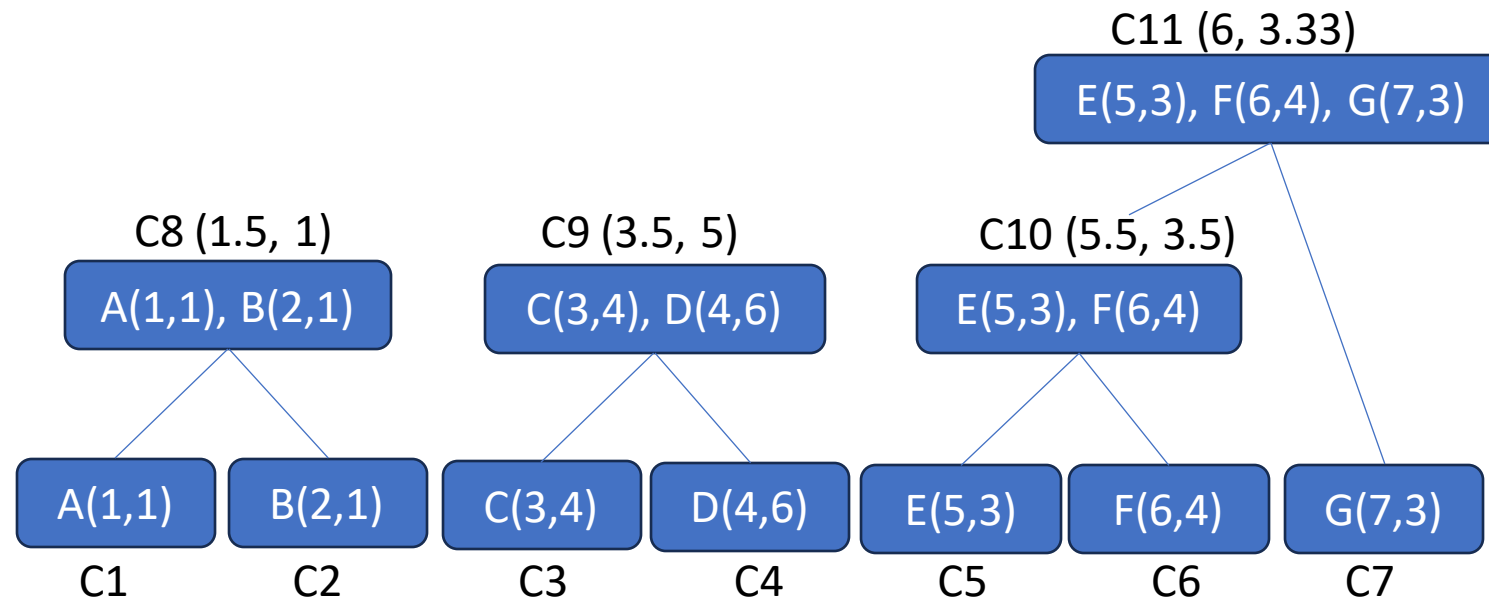 C11 (6, 3.33)
E(5,3), F(6,4), G(7,3)
C8 (1.5, 1)
C9 (3.5, 5)
C10 (5.5, 3.5)
A(1,1), B(2,1)
C(3,4), D(4,6)
E(5,3), F(6,4)
A(1,1)
B(2,1)
C(3,4)
D(4,6)
E(5,3)
F(6,4)
G(7,3)
C1
C2
C3
C4
C5
C6
C7